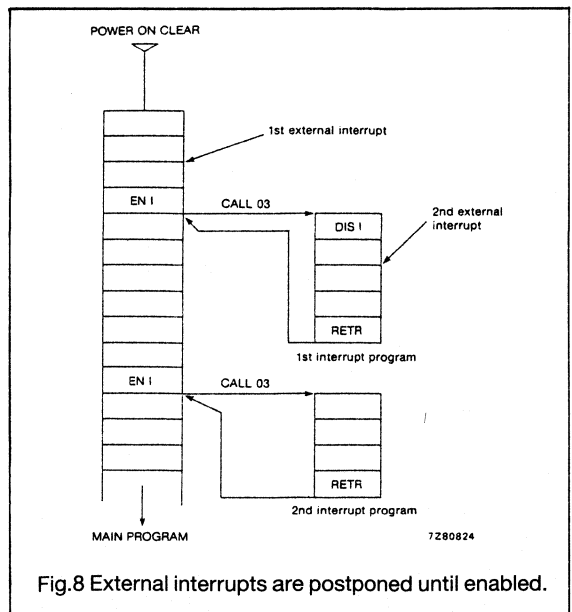 POWER ON CLEAR
1st external interrupt
EN I
CALL 03
DIS I
2nd external
interrupt
RETR
1st interrupt program
EN I
CALL 03
RETR
2nd interrupt program
MAIN PROGRAM
7Z80824
Fig.8 External interrupts are postponed until enabled.